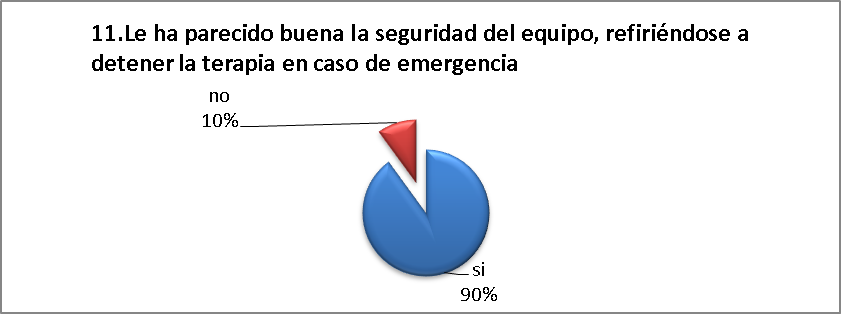 11.Le ha parecido buena la seguridad del equipo, refiriéndose a
detener la terapia en caso de emergencia
no
10%
si
90%